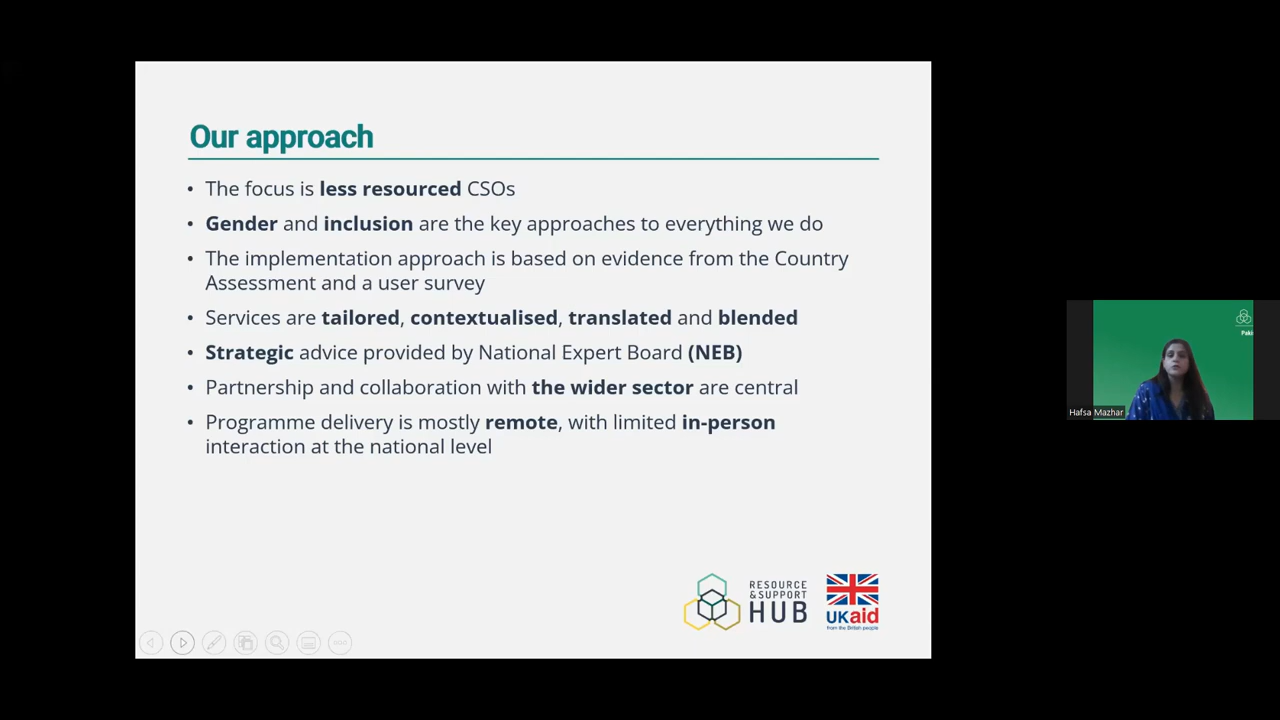 Our approach
• The focus is less resourced CSOs
• Gender and inclusion are the key approaches to everything we do
• The implementation approach is based on evidence from the Country
Assessment and a user survey
• Services are tailored, contextualised, translated and blended
• Strategic advice provided by National Expert Board (NEB)
• Partnership and collaboration with the wider sector are central
• Programme delivery is mostly remote, with limited in-person
interaction at the national level
RESOURCE
&SUPPORT
HUB
UKaid
from the British people
Paki
Hafsa Mazhar